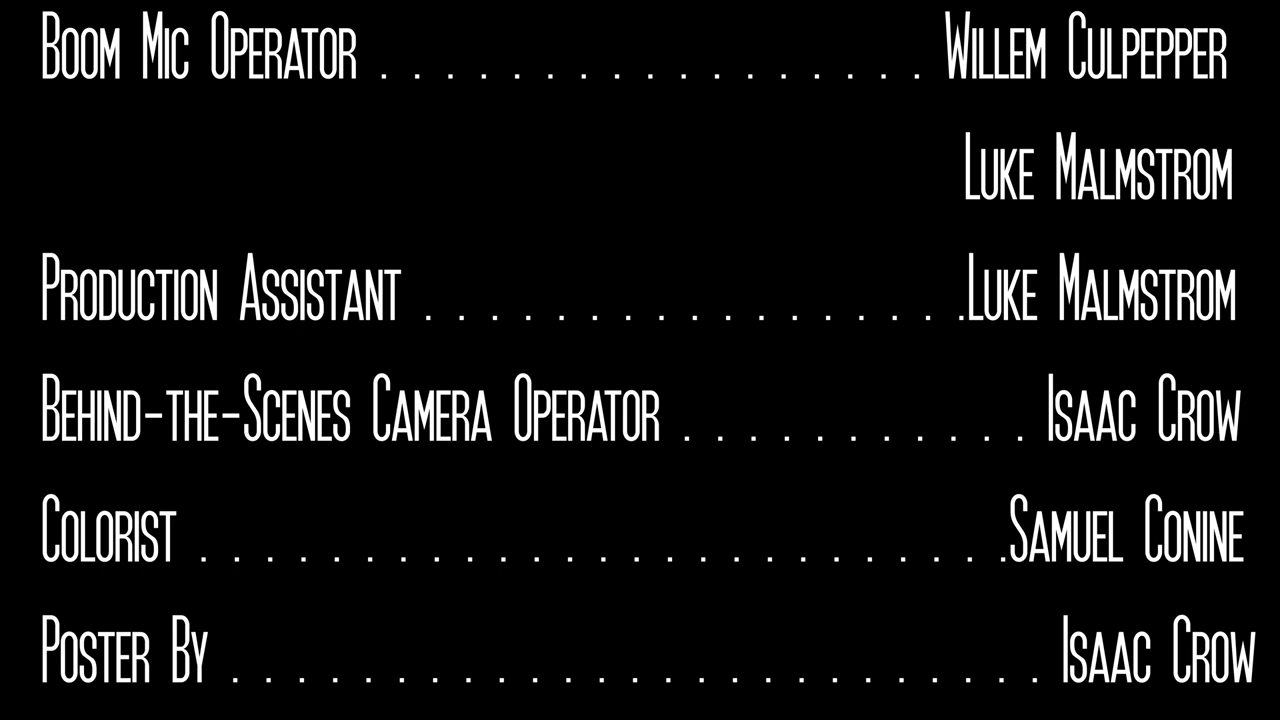 Boom Mic Operator . . . . . . . . . . . . . . . . . Willem Culpepper
Luke Malmstrom
Production Assistant . . . . . . . . . . . . . . . . .Luke Malmstrom
Behind-the-Scenes Camera Operator . . . . . . . . . . . Isaac Crow
Colorist . . . . . . . . . . . . . . . . . . . . . . . . .Samuel Conine
Poster By . . . . . . . . . . . . . . . . . . . . . . . . . Isaac Crow